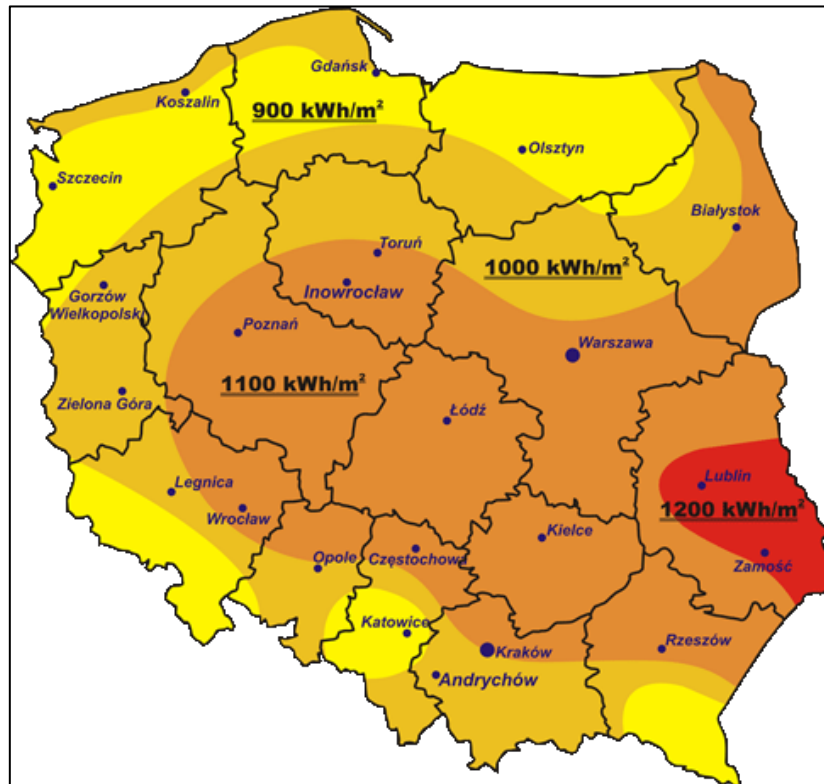 Gdańsk
Koszalin
900 kWh/m²
Olsztyn
Szczecin
Białystok
Toruń
1000 kWh/m²
Inowrocław
Gorzów
Wielkopolski
Poznań
Warszawa
1100 kWh/m²
Zielona Góra
Łódź
Legnica
Lublin
Wrocław
1200 kWh/m²
Kielce
Opole
Częstochowa
Zamość
Katowice
Kraków
Rzeszów
Andrychów